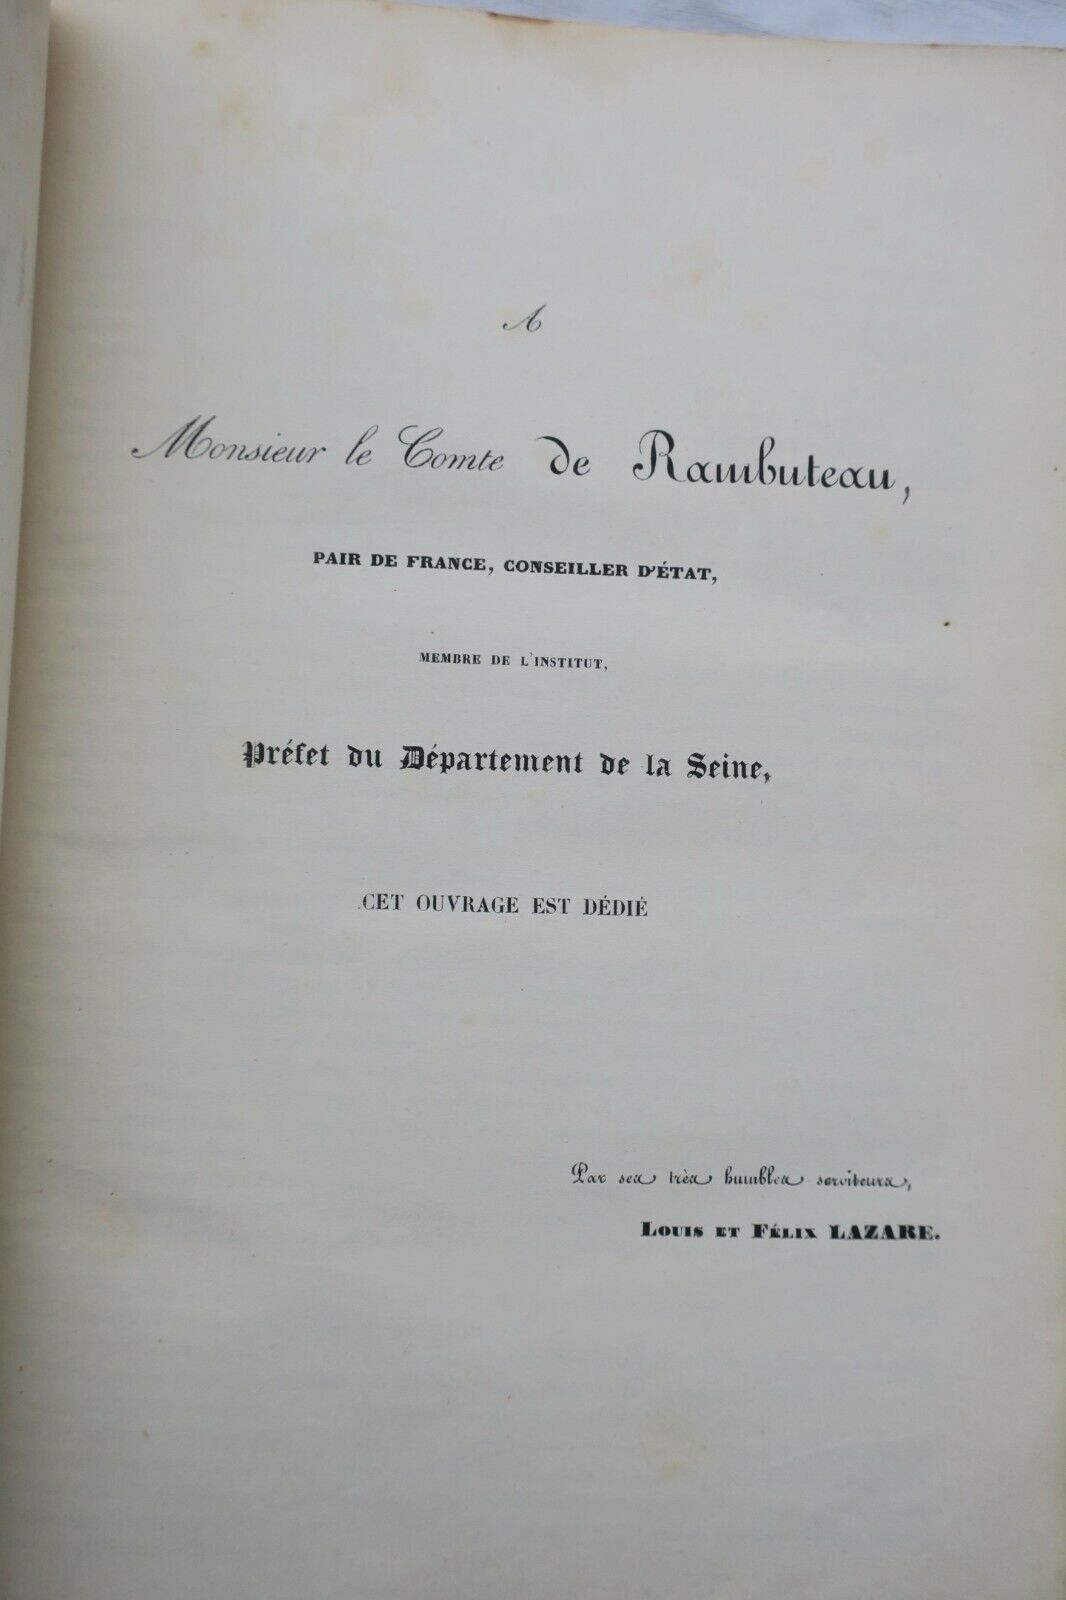 A
Monsieur le Comte de Rambuteau,
PAIR DE FRANCE, CONSEILLER D'ÉTAT,
MEMBRE DE L'INSTITUT,
Préfet du Département de la Seine,
CET OUVRAGE EST DÉDIÉ
Par ses très humbles serviteurs,
LOUIS ET FÉLIX LAZARE.